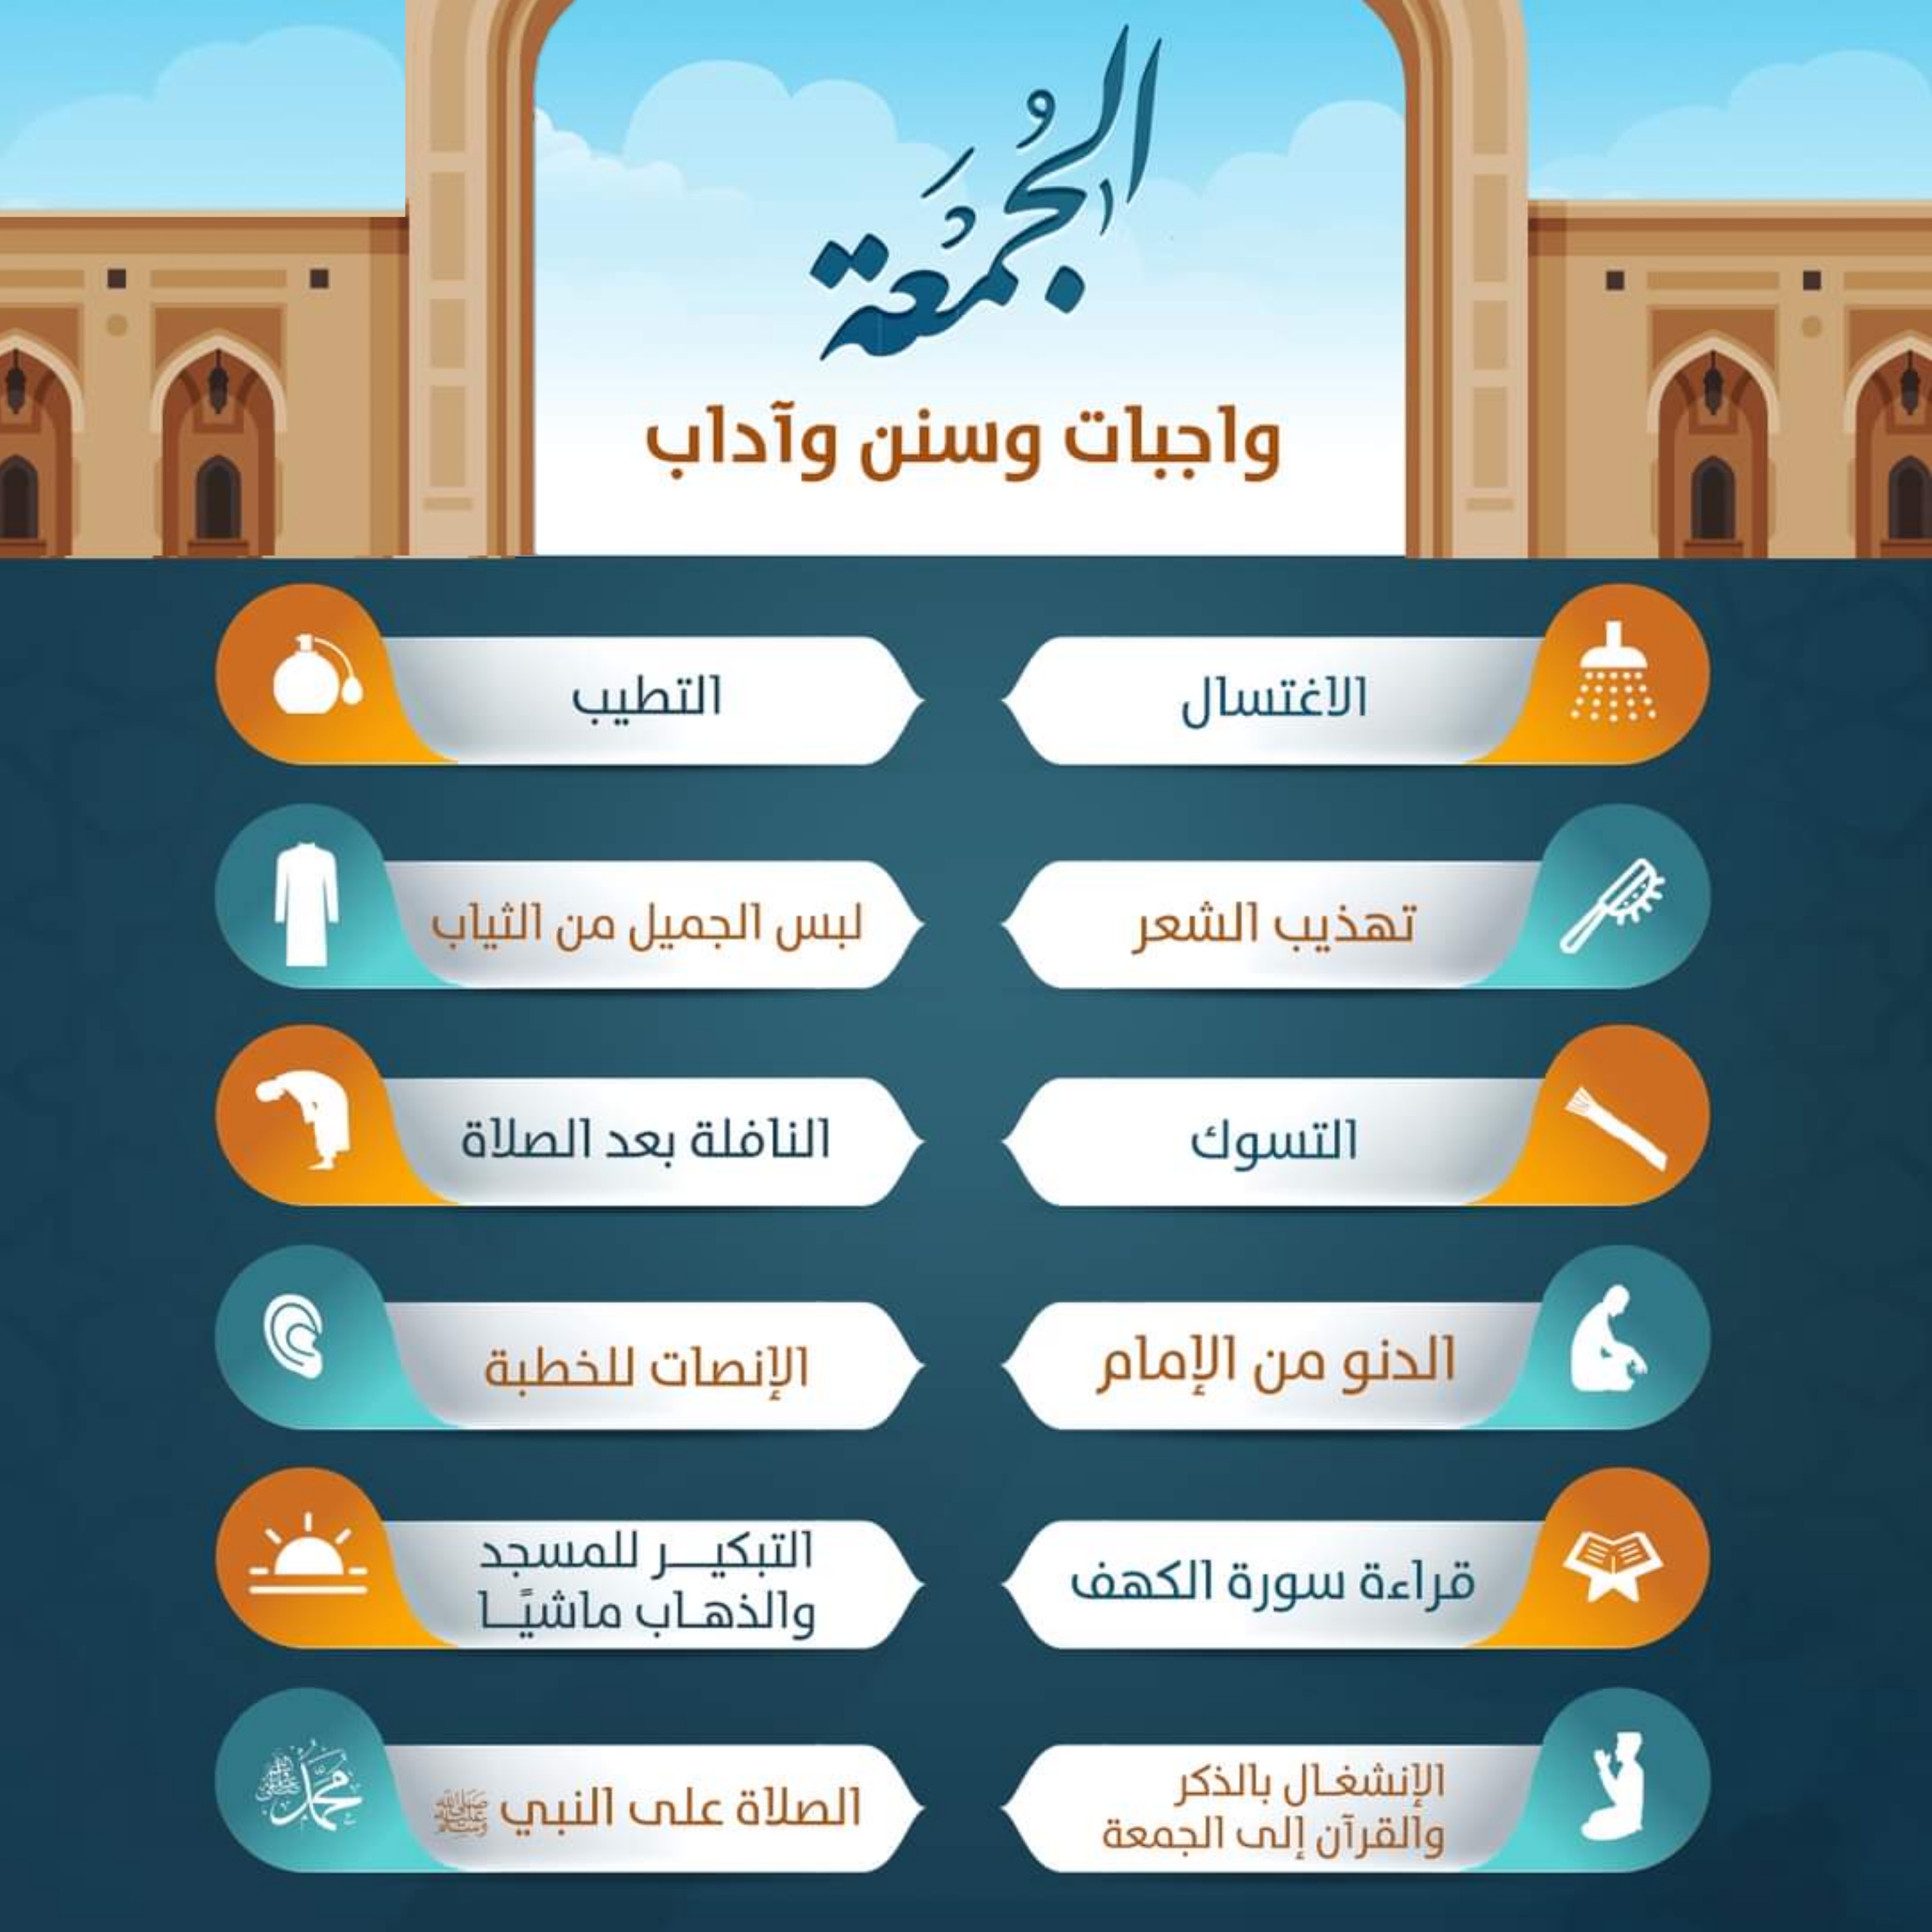 الجُمُعَة
واجبات وسنن وآداب
الاغتسال
التطيب
تهذيب الشعر
لبس الجميل من الثياب
التسوك
النافلة بعد الصلاة
الدنو من الإمام
الإنصات للخطبة
قراءة سورة الكهف
التبكيـــر للمسجد
والذهـاب ماشيًــا
الإنشغـال بالذكر
والقرآن إلى الجمعة
الصلاة على النبي ﷺ
محمد ﷺ